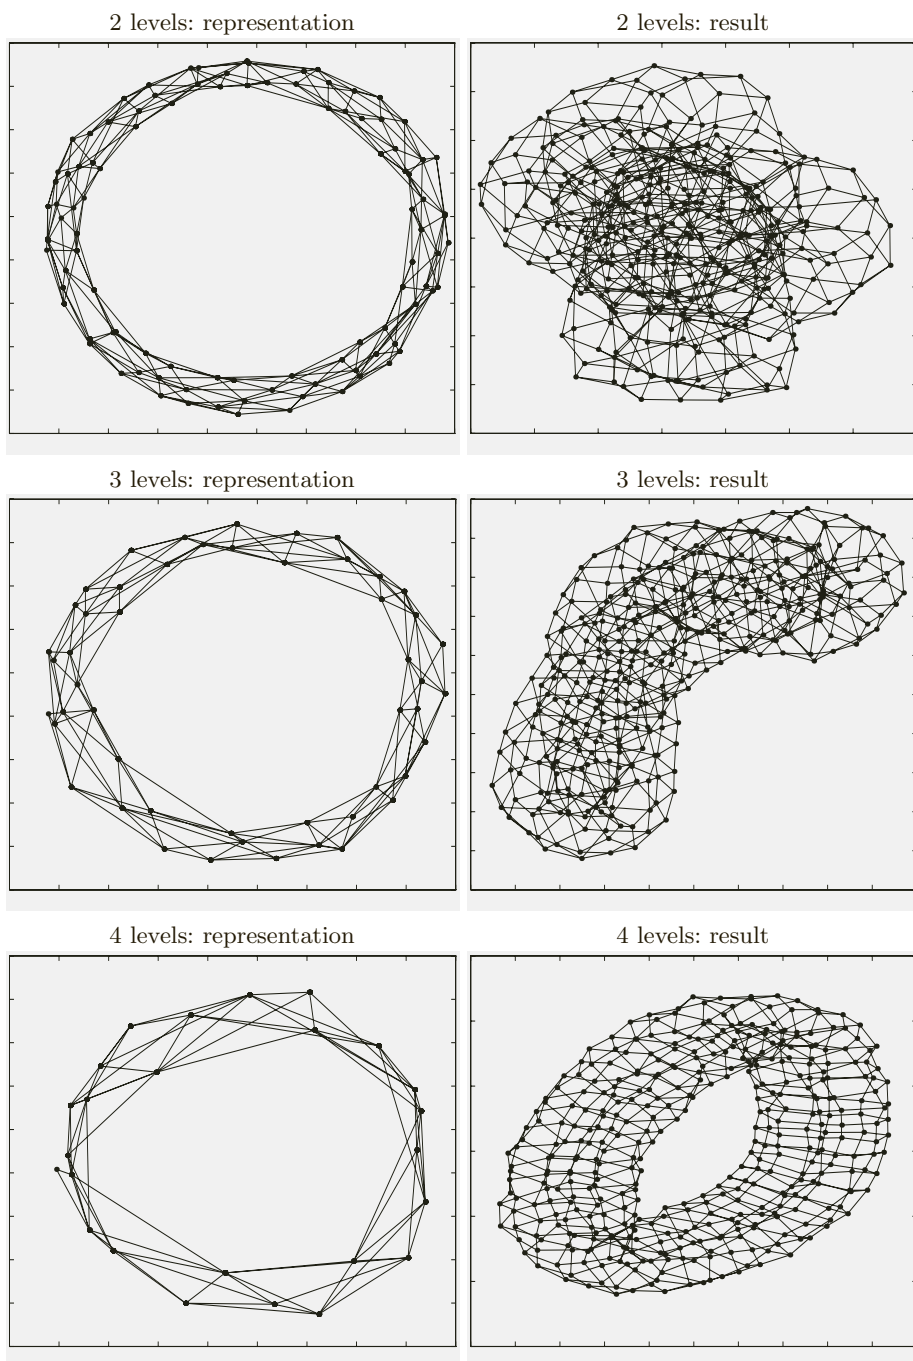 2 levels: representation
2 levels: result
3 levels: representation
3 levels: result
4 levels: representation
4 levels: result